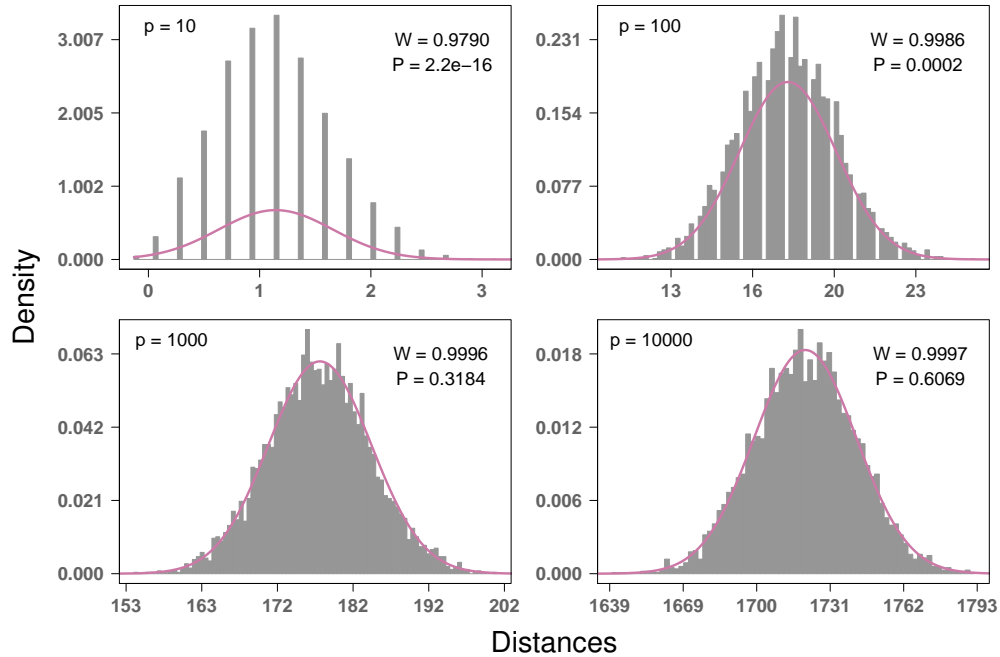 p = 10
W = 0.9790
P = 2.2e−16
3.007
2.005
1.002
0.000
0 1 2 3
p = 100
W = 0.9986
P = 0.0002
0.231
0.154
0.077
0.000
13 16 20 23
Density
p = 1000
W = 0.9996
P = 0.3184
0.063
0.042
0.021
0.000
153 163 172 182 192 202
p = 10000
W = 0.9997
P = 0.6069
0.018
0.012
0.006
0.000
1639 1669 1700 1731 1762 1793
Distances